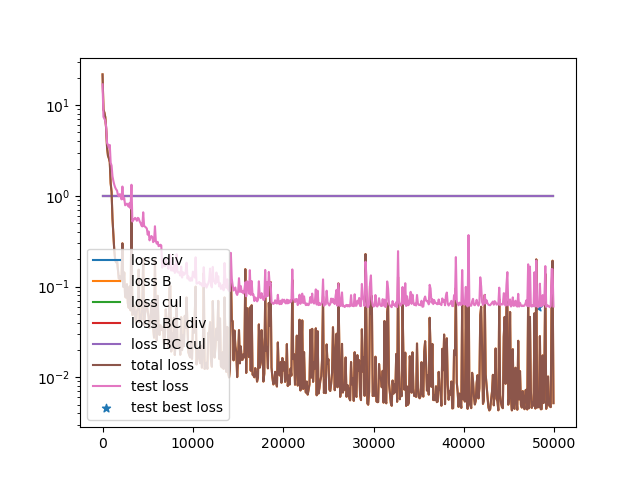 10¹
10⁰
10⁻¹
10⁻²
loss div
loss B
loss cul
loss BC div
loss BC cul
total loss
test loss
test best loss
0 10000 20000 30000 40000 50000